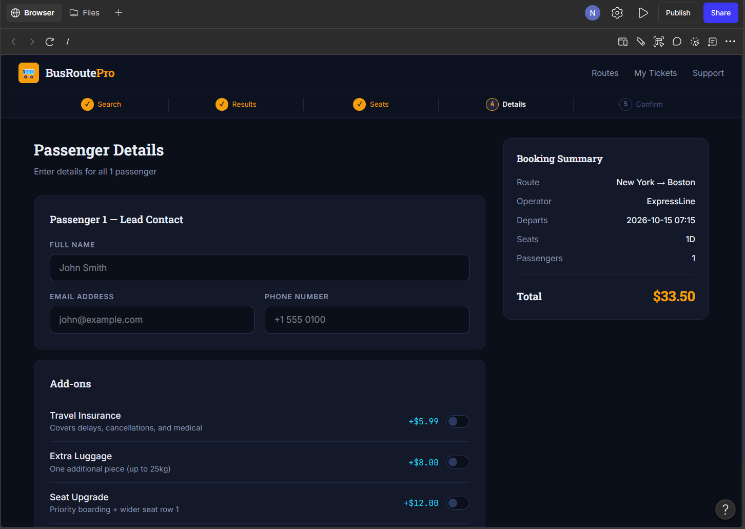 Browser
Files
N
Publish
Share
/
BusRoutePro
Routes
My Tickets
Support
Search
Results
Seats
4 Details
5 Confirm
Passenger Details
Enter details for all 1 passenger
Passenger 1 — Lead Contact
FULL NAME
John Smith
EMAIL ADDRESS
PHONE NUMBER
john@example.com
+1 555 0100
Add-ons
Travel Insurance
Covers delays, cancellations, and medical
+$5.99
Extra Luggage
One additional piece (up to 25kg)
+$8.00
Seat Upgrade
Priority boarding + wider seat row 1
+$12.00
Booking Summary
Route New York → Boston
Operator ExpressLine
Departs 2026-10-15 07:15
Seats 1D
Passengers 1
Total $33.50
?